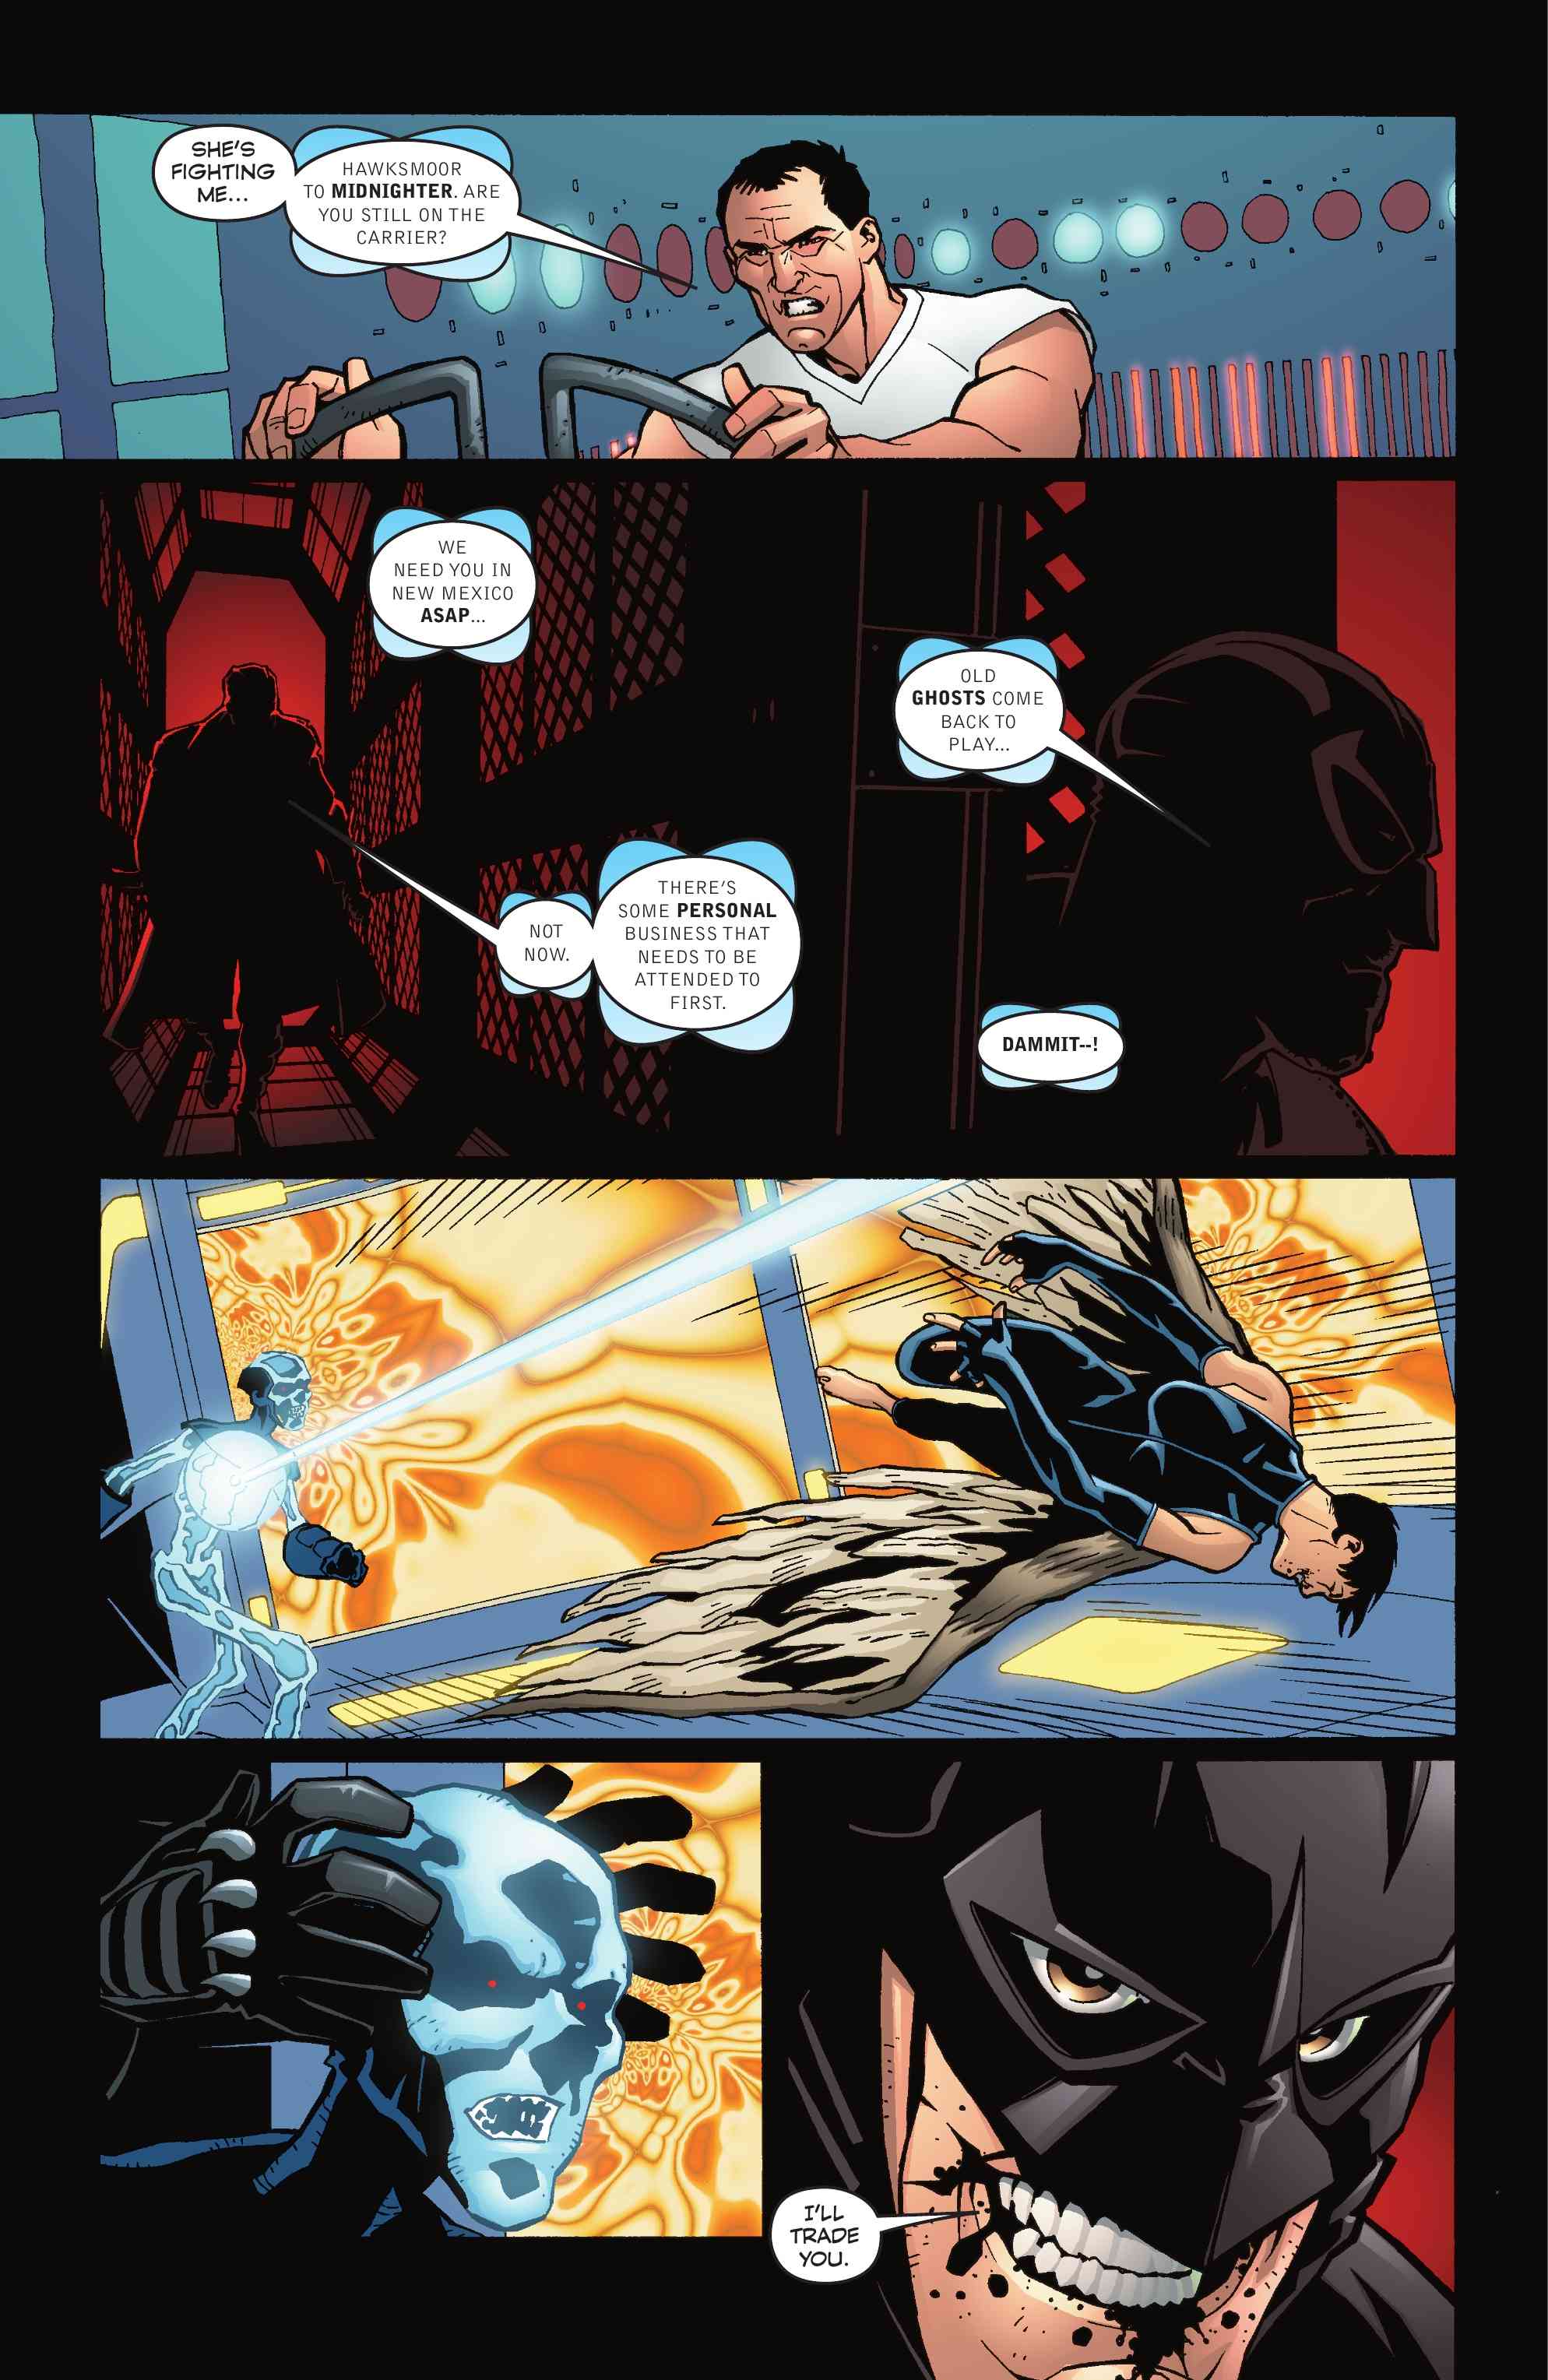 SHE'S
FIGHTING
ME...
HAWKSMOOR
TO MIDNIGHTER. ARE
YOU STILL ON THE
CARRIER?
WE
NEED YOU IN
NEW MEXICO
ASAP...
NOT
NOW.
THERE'S
SOME PERSONAL
BUSINESS THAT
NEEDS TO BE
ATTENDED TO
FIRST.
OLD
GHOSTS COME
BACK TO
PLAY...
DAMMIT--!
I'LL
TRADE
YOU.